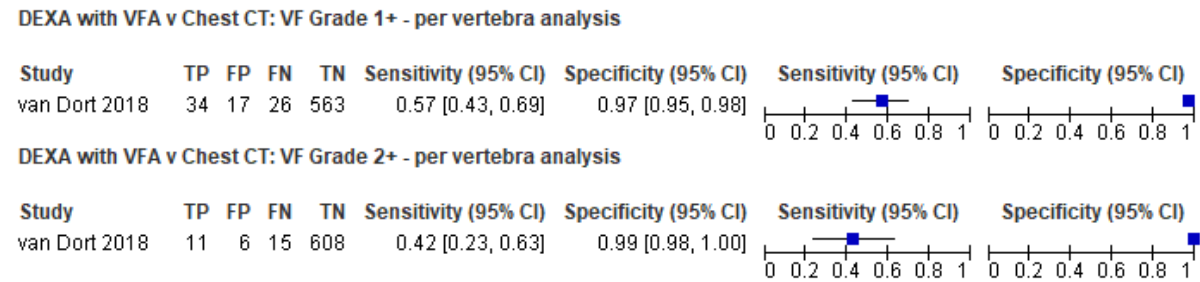 DEXA with VFA v Chest CT: VF Grade 1+ - per vertebra analysis
Study TP FP FN TN Sensitivity (95% CI) Specificity (95% CI) Sensitivity (95% CI) Specificity (95% CI)
van Dort 2018 34 17 26 563 0.57 [0.43, 0.69] 0.97 [0.95, 0.98]
0 0.2 0.4 0.6 0.8 1 0 0.2 0.4 0.6 0.8 1
DEXA with VFA v Chest CT: VF Grade 2+ - per vertebra analysis
Study TP FP FN TN Sensitivity (95% CI) Specificity (95% CI) Sensitivity (95% CI) Specificity (95% CI)
van Dort 2018 11 6 15 608 0.42 [0.23, 0.63] 0.99 [0.98, 1.00]
0 0.2 0.4 0.6 0.8 1 0 0.2 0.4 0.6 0.8 1